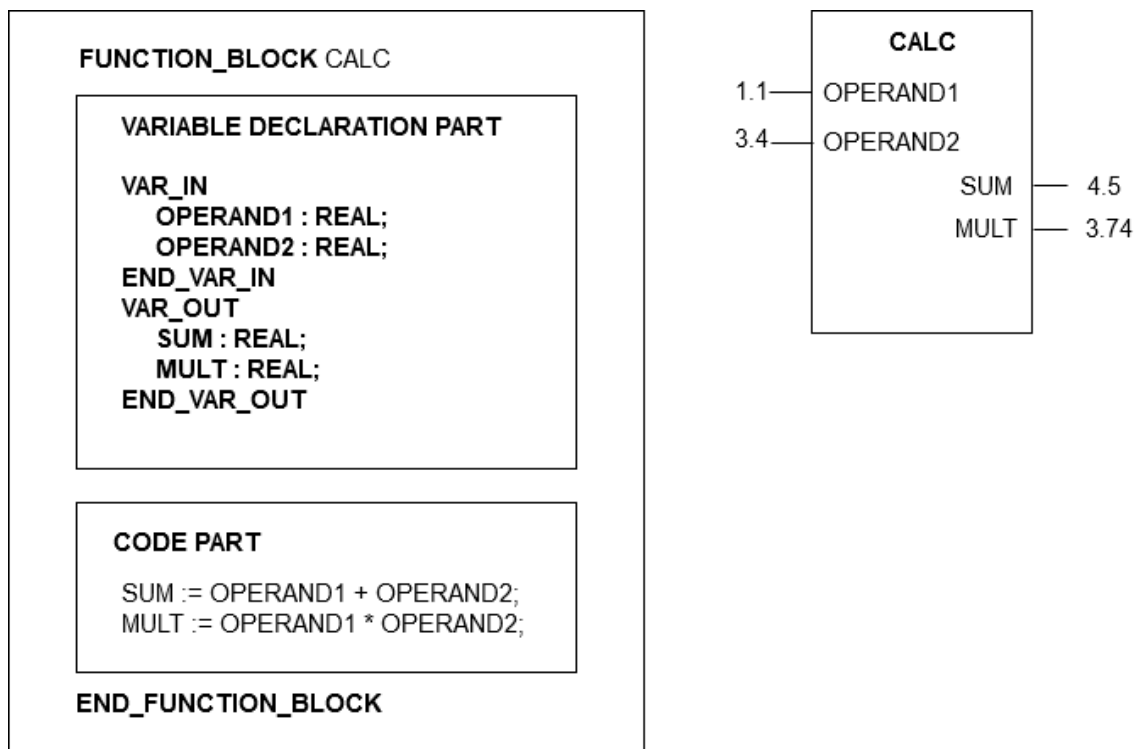 FUNCTION_BLOCK CALC
VARIABLE DECLARATION PART
VAR_IN
OPERAND1 : REAL;
OPERAND2 : REAL;
END_VAR_IN
VAR_OUT
SUM : REAL;
MULT : REAL;
END_VAR_OUT
CODE PART
SUM := OPERAND1 + OPERAND2;
MULT := OPERAND1 * OPERAND2;
END_FUNCTION_BLOCK
CALC
1.1 OPERAND1
3.4 OPERAND2
SUM 4.5
MULT 3.74